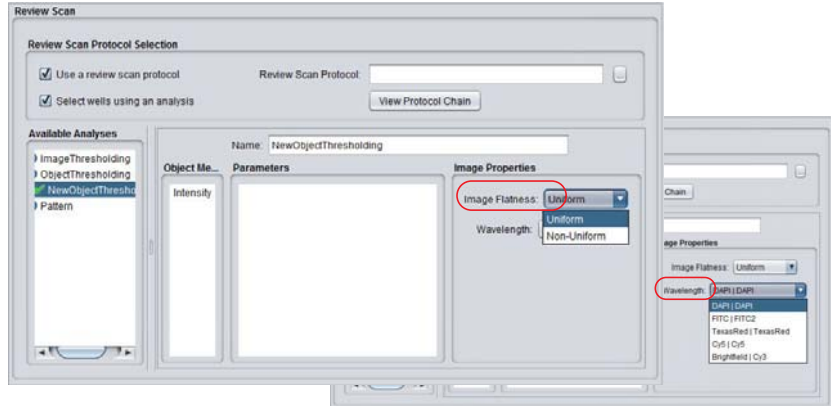 Review Scan
Review Scan Protocol Selection
Use a review scan protocol
Review Scan Protocol:
...
Select wells using an analysis
View Protocol Chain
Available Analyses
ImageThresholding
ObjectThresholding
NewObjectThresho
Pattern
Name: NewObjectThresholding
Object Me...
Parameters
Image Properties
Intensity
Image Flatness: Uniform
Uniform
Non-Uniform
Wavelength:
Chain
age Properties
Image Flatness: Uniform
Wavelength: DAPI | DAPI
DAPI | DAPI
FITC | FITC2
TexasRed | TexasRed
Cy5 | Cy5
Brightfield | Cy3